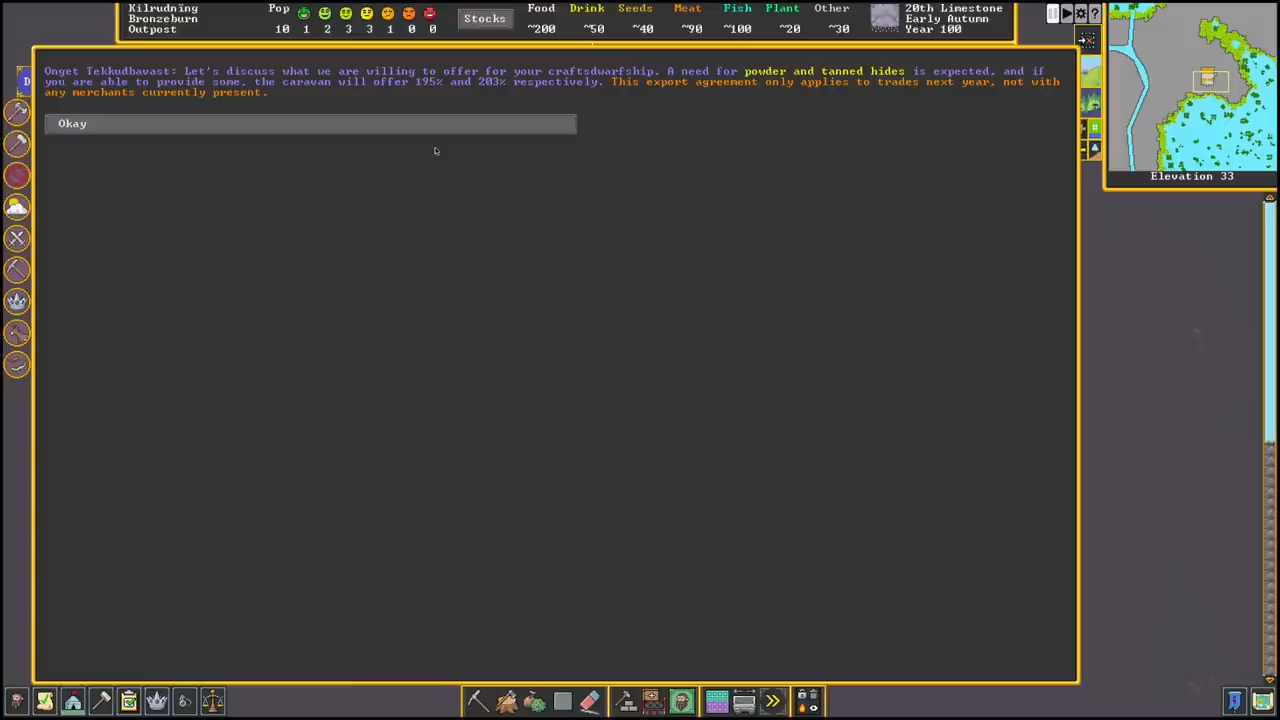 Kilrudning
Bronzeburn
Outpost
Pop
10 1 2 3 3 1 0 0
Stocks
Food Drink Seeds Meat Fish Plant Other
~200 ~50 ~40 ~90 ~100 ~20 ~30
20th Limestone
Early Autumn
Year 100
Onget Tekkudbavast: Let's discuss what we are willing to offer for your craftsdwarfship. A need for powder and tanned hides is expected, and if
you are able to provide some, the caravan will offer 195% and 203% respectively. This export agreement only applies to trades next year, not with
any merchants currently present.
Okay
Elevation 33
D
?